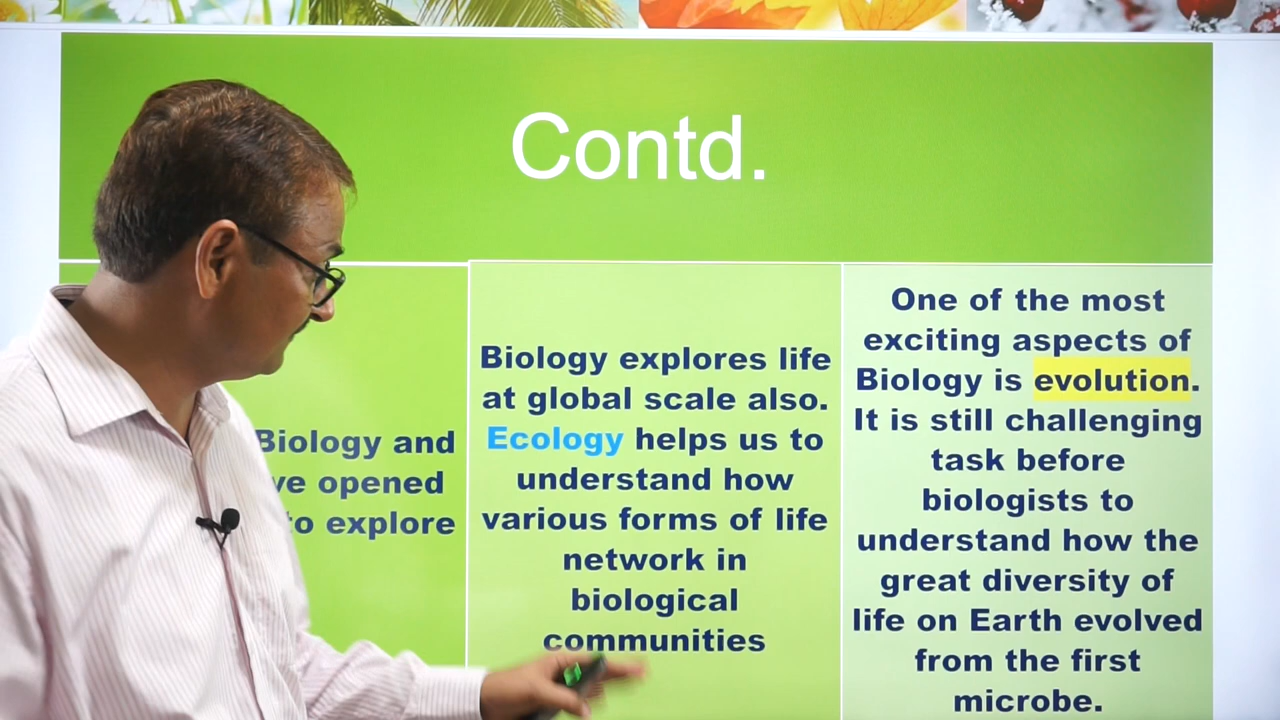 Contd.
Biology and
ve opened
to explore
Biology explores life
at global scale also.
Ecology helps us to
understand how
various forms of life
network in
biological
communities
One of the most
exciting aspects of
Biology is evolution.
It is still challenging
task before
biologists to
understand how the
great diversity of
life on Earth evolved
from the first
microbe.